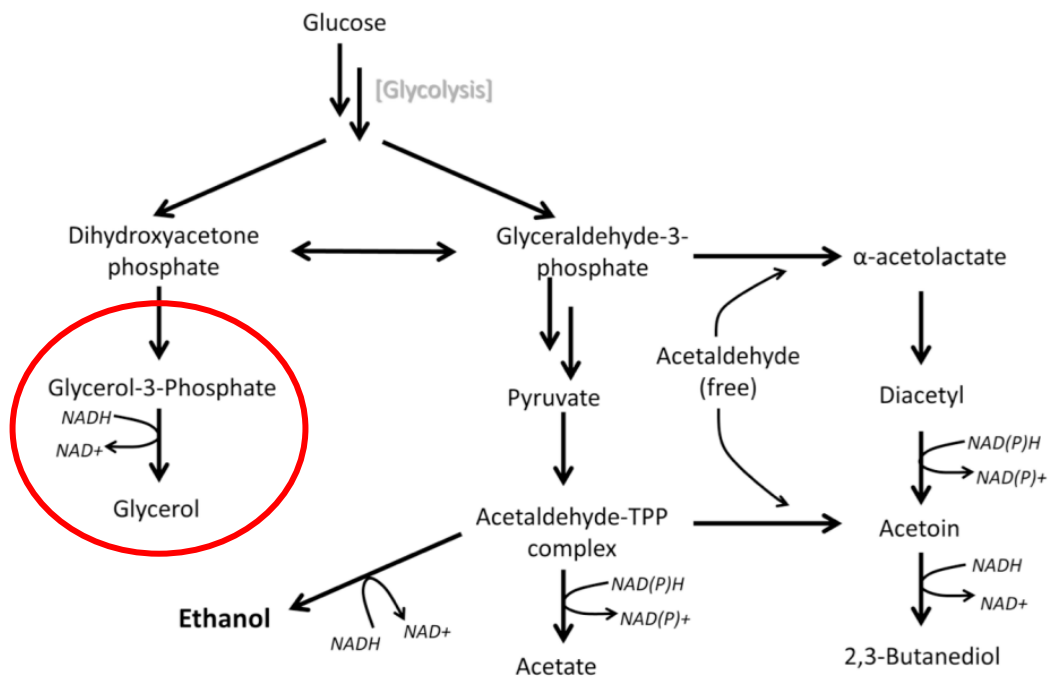 Glucose
[Glycolysis]
Dihydroxyacetone
phosphate
Glyceraldehyde-3-
phosphate
α-acetolactate
Acetaldehyde
(free)
Glycerol-3-Phosphate
NADH
NAD+
Glycerol
Pyruvate
Diacetyl
NAD(P)H
NAD(P)+
Acetaldehyde-TPP
complex
Acetoin
Ethanol
NADH
NAD+
NAD(P)H
NAD(P)+
Acetate
NADH
NAD+
2,3-Butanediol